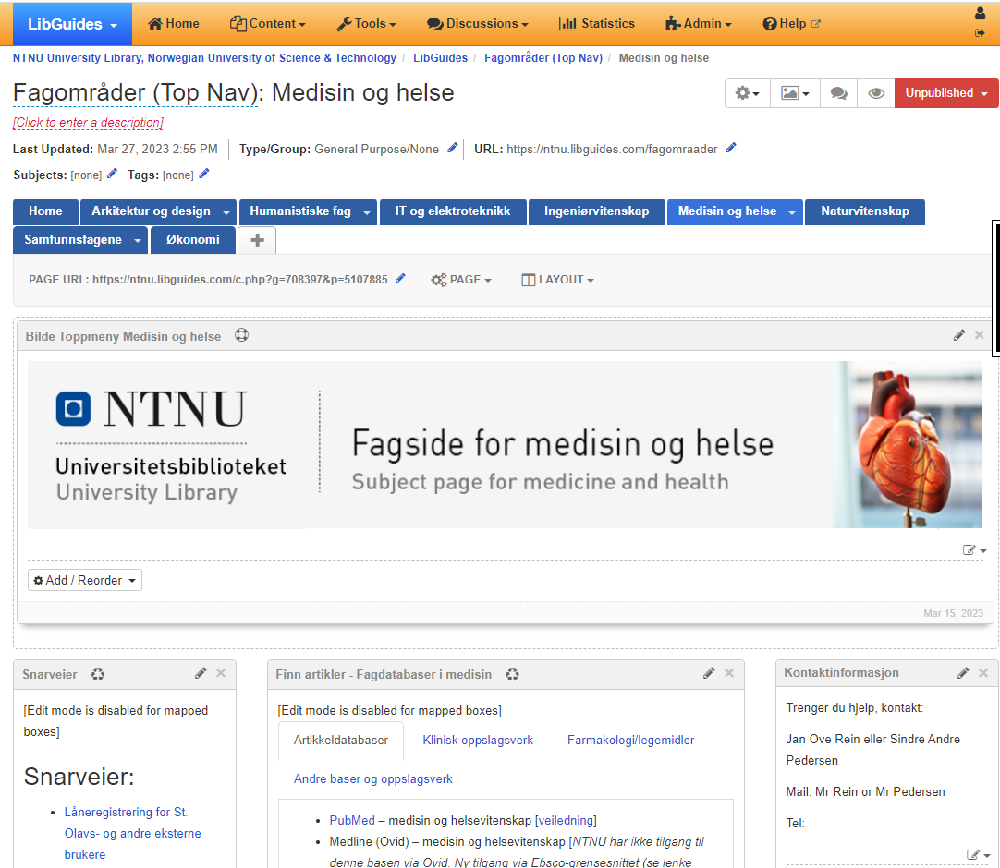 LibGuides
Home
Content
Tools
Discussions
Statistics
Admin
Help
NTNU University Library, Norwegian University of Science & Technology / LibGuides / Fagområder (Top Nav) / Medisin og helse
Fagområder (Top Nav): Medisin og helse
Unpublished
[Click to enter a description]
Last Updated: Mar 27, 2023 2:55 PM
Type/Group: General Purpose/None
URL: https://ntnu.libguides.com/fagomraader
Subjects: [none] Tags: [none]
Home
Arkitektur og design
Humanistiske fag
IT og elektroteknikk
Ingeniørvitenskap
Medisin og helse
Naturvitenskap
Samfunnsfagene
Økonomi
PAGE URL: https://ntnu.libguides.com/c.php?g=708397&p=5107885
PAGE
LAYOUT
Bilde Toppmeny Medisin og helse
NTNU
Universitetsbiblioteket
University Library
Fagside for medisin og helse
Subject page for medicine and health
Add / Reorder
Mar 15, 2023
Snarveier
[Edit mode is disabled for mapped
boxes]
Snarveier:
Låneregistrering for St.
Olavs- og andre eksterne
brukere
Finn artikler - Fagdatabaser i medisin
[Edit mode is disabled for mapped boxes]
Artikkeldatabaser
Klinisk oppslagsverk
Farmakologi/legemidler
Andre baser og oppslagsverk
PubMed – medisin og helsevitenskap [veiledning]
Medline (Ovid) – medisin og helsevitenskap [NTNU har ikke tilgang til
denne basen via Ovid. Ny tilgang via Ebsco-grensesnittet (se lenke
Kontaktinformasjon
Trenger du hjelp, kontakt:
Jan Ove Rein eller Sindre Andre
Pedersen
Mail: Mr Rein or Mr Pedersen
Tel: